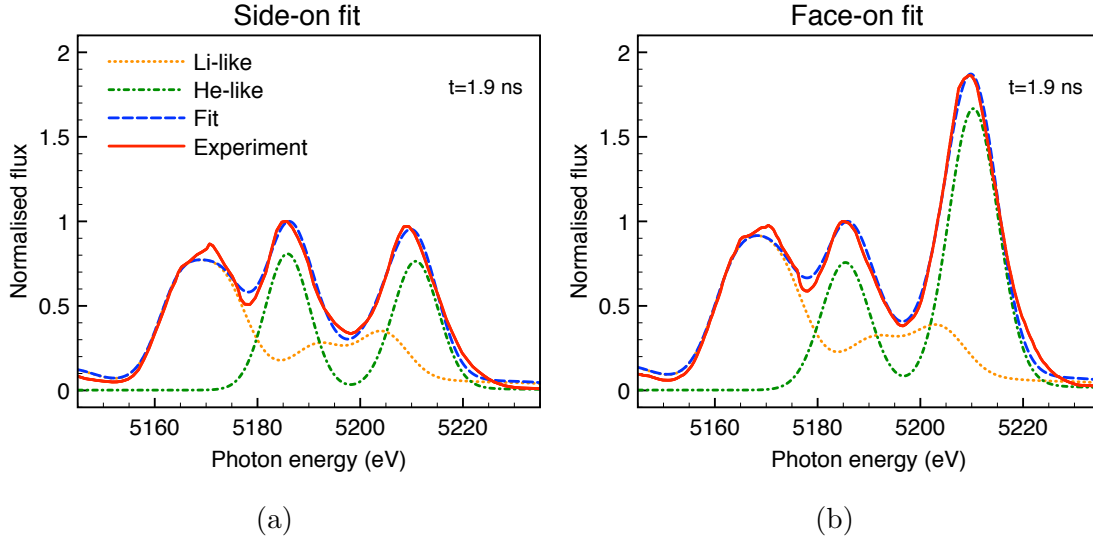 Side-on fit
2
1.5
1
0.5
0
Normalised flux
Li-like
He-like
Fit
Experiment
t=1.9 ns
5160 5180 5200 5220
Photon energy (eV)
(a)
Face-on fit
2
1.5
1
0.5
0
Normalised flux
t=1.9 ns
5160 5180 5200 5220
Photon energy (eV)
(b)